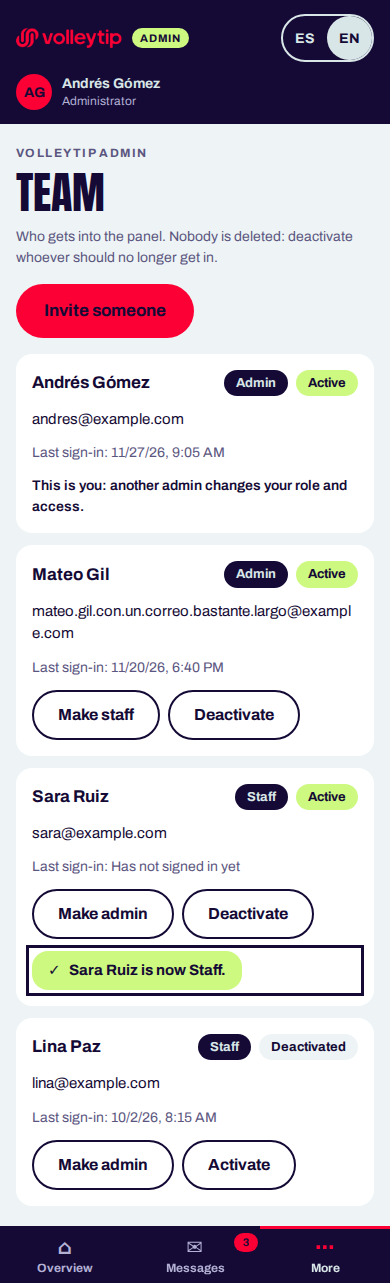 volleytip ADMIN ES EN
AG Andrés Gómez
Administrator
VOLLEYTIP ADMIN
TEAM
Who gets into the panel. Nobody is deleted: deactivate
whoever should no longer get in.
Invite someone
Andrés Gómez Admin Active
andres@example.com
Last sign-in: 11/27/26, 9:05 AM
This is you: another admin changes your role and
access.
Mateo Gil Admin Active
mateo.gil.con.un.correo.bastante.largo@exampl
e.com
Last sign-in: 11/20/26, 6:40 PM
Make staff Deactivate
Sara Ruiz Staff Active
sara@example.com
Last sign-in: Has not signed in yet
Make admin Deactivate
✓ Sara Ruiz is now Staff.
Lina Paz Staff Deactivated
lina@example.com
Last sign-in: 10/2/26, 8:15 AM
Make admin Activate
3
Overview Messages More